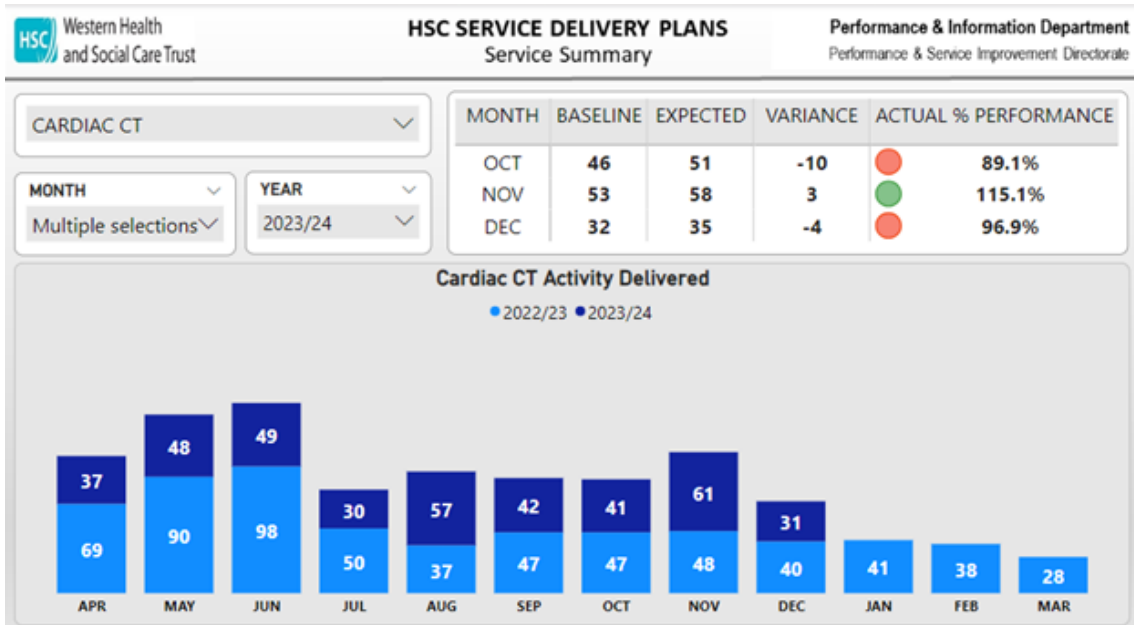 HSC Western Health
and Social Care Trust
HSC SERVICE DELIVERY PLANS
Service Summary
Performance & Information Department
Performance & Service Improvement Directorate
CARDIAC CT
MONTH
Multiple selections
YEAR
2023/24
MONTH BASELINE EXPECTED VARIANCE ACTUAL % PERFORMANCE
OCT 46 51 -10 89.1%
NOV 53 58 3 115.1%
DEC 32 35 -4 96.9%
Cardiac CT Activity Delivered
2022/23 2023/24
37 48 49 30 57 42 41 61 31
69 90 98 50 37 47 47 48 40 41 38 28
APR MAY JUN JUL AUG SEP OCT NOV DEC JAN FEB MAR